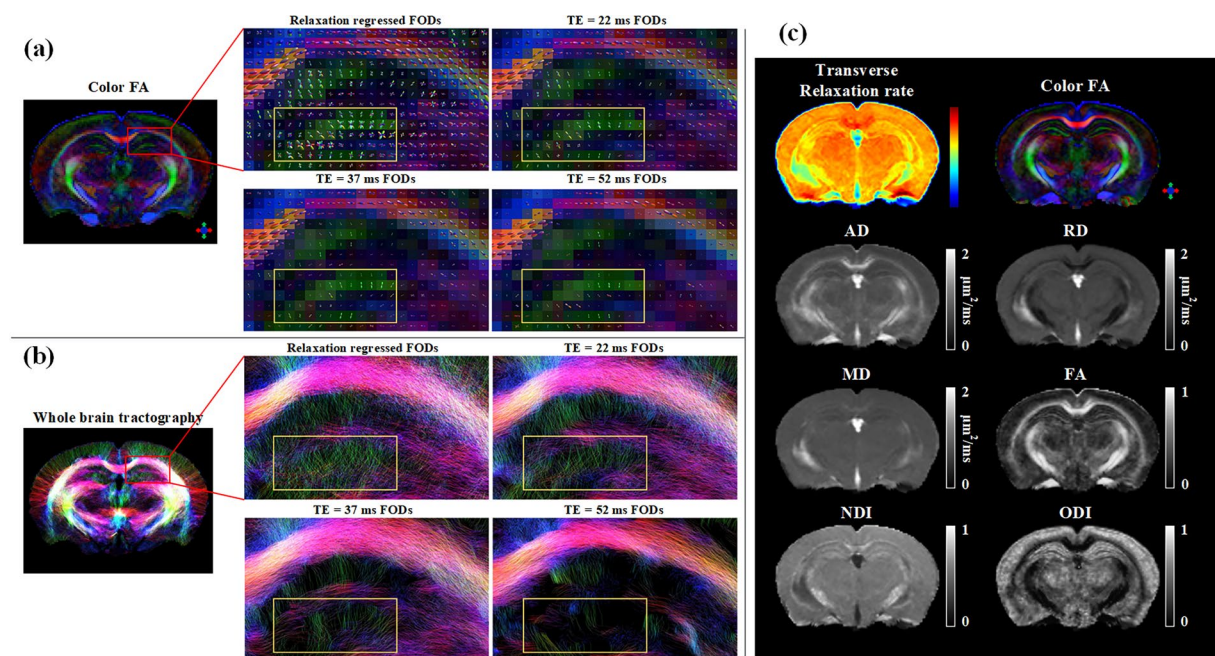 (a)
Color FA
Relaxation regressed FODs
TE = 22 ms FODs
TE = 37 ms FODs
TE = 52 ms FODs
(b)
Whole brain tractography
Relaxation regressed FODs
TE = 22 ms FODs
TE = 37 ms FODs
TE = 52 ms FODs
(c)
Transverse
Relaxation rate
Color FA
AD
2
μm²/ms
0
RD
2
μm²/ms
0
MD
2
μm²/ms
0
FA
1
0
NDI
1
0
ODI
1
0